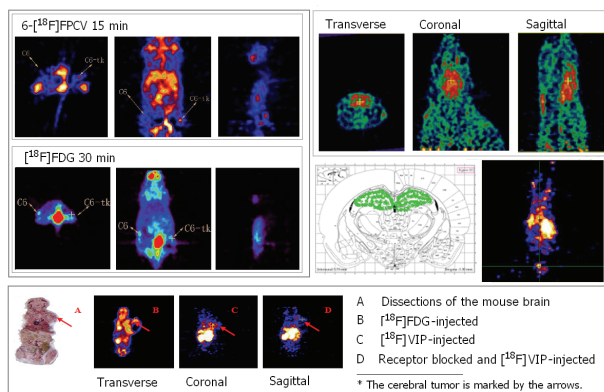 6-[¹⁸F]FPCV 15 min
C6
C6-tk
C6
C6-tk
[¹⁸F]FDG 30 min
C6
C6-tk
C6
C6-tk
Transverse
Coronal
Sagittal
A
B
C
D
Transverse
Coronal
Sagittal
A Dissections of the mouse brain
B [¹⁸F]FDG-injected
C [¹⁸F]VIP-injected
D Receptor blocked and [¹⁸F]VIP-injected
* The cerebral tumor is marked by the arrows.